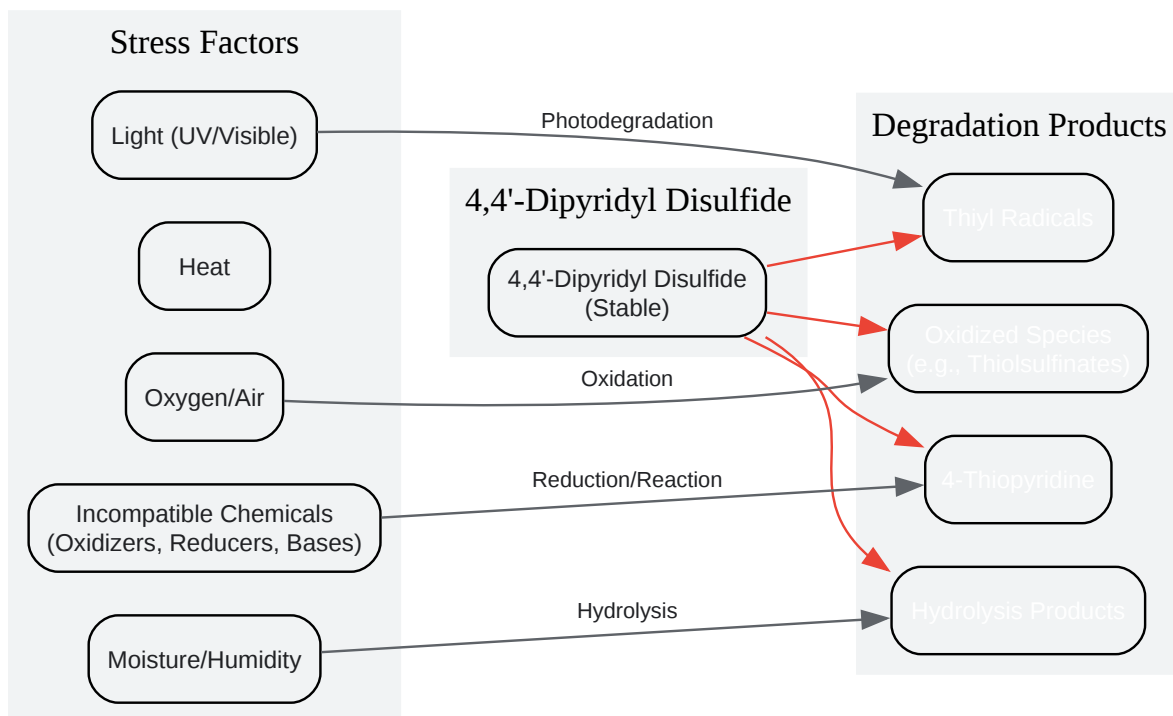 Stress Factors
Light (UV/Visible)
Heat
Oxygen/Air
Incompatible Chemicals
(Oxidizers, Reducers, Bases)
Moisture/Humidity
Photodegradation
Oxidation
Reduction/Reaction
Hydrolysis
4,4'-Dipyridyl Disulfide
4,4'-Dipyridyl Disulfide
(Stable)
Degradation Products
Thiyl Radicals
Oxidized Species
(e.g., Thiolsulfinates)
4-Thiopyridine
Hydrolysis Products